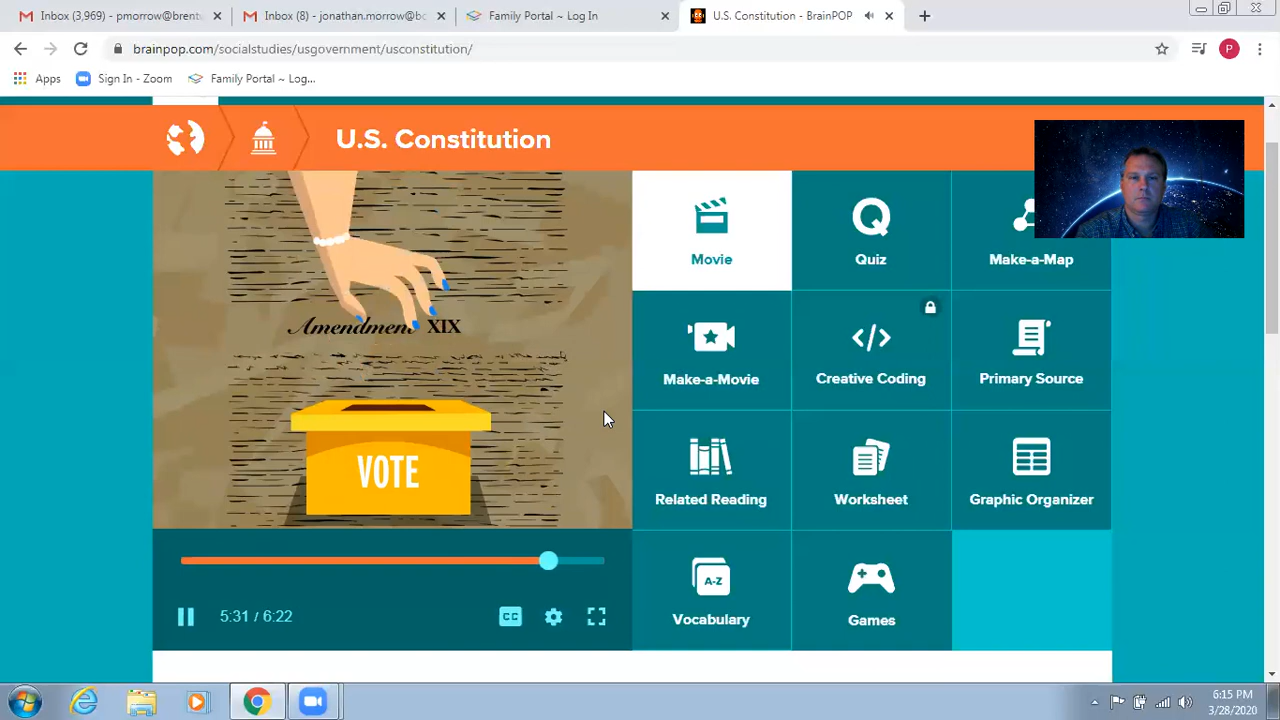 Inbox (3,969) - pmorrow@brent
Inbox (8) - jonathan.morrow@b
Family Portal ~ Log In
U.S. Constitution - BrainPOP
brainpop.com/socialstudies/usgovernment/usconstitution/
P
Apps
Sign In - Zoom
Family Portal ~ Log...
U.S. Constitution
Amendment XIX
VOTE
5:31 / 6:22
CC
Movie
Quiz
Make-a-Map
Make-a-Movie
Creative Coding
Primary Source
Related Reading
Worksheet
Graphic Organizer
A-Z
Vocabulary
Games
6:15 PM
3/28/2020